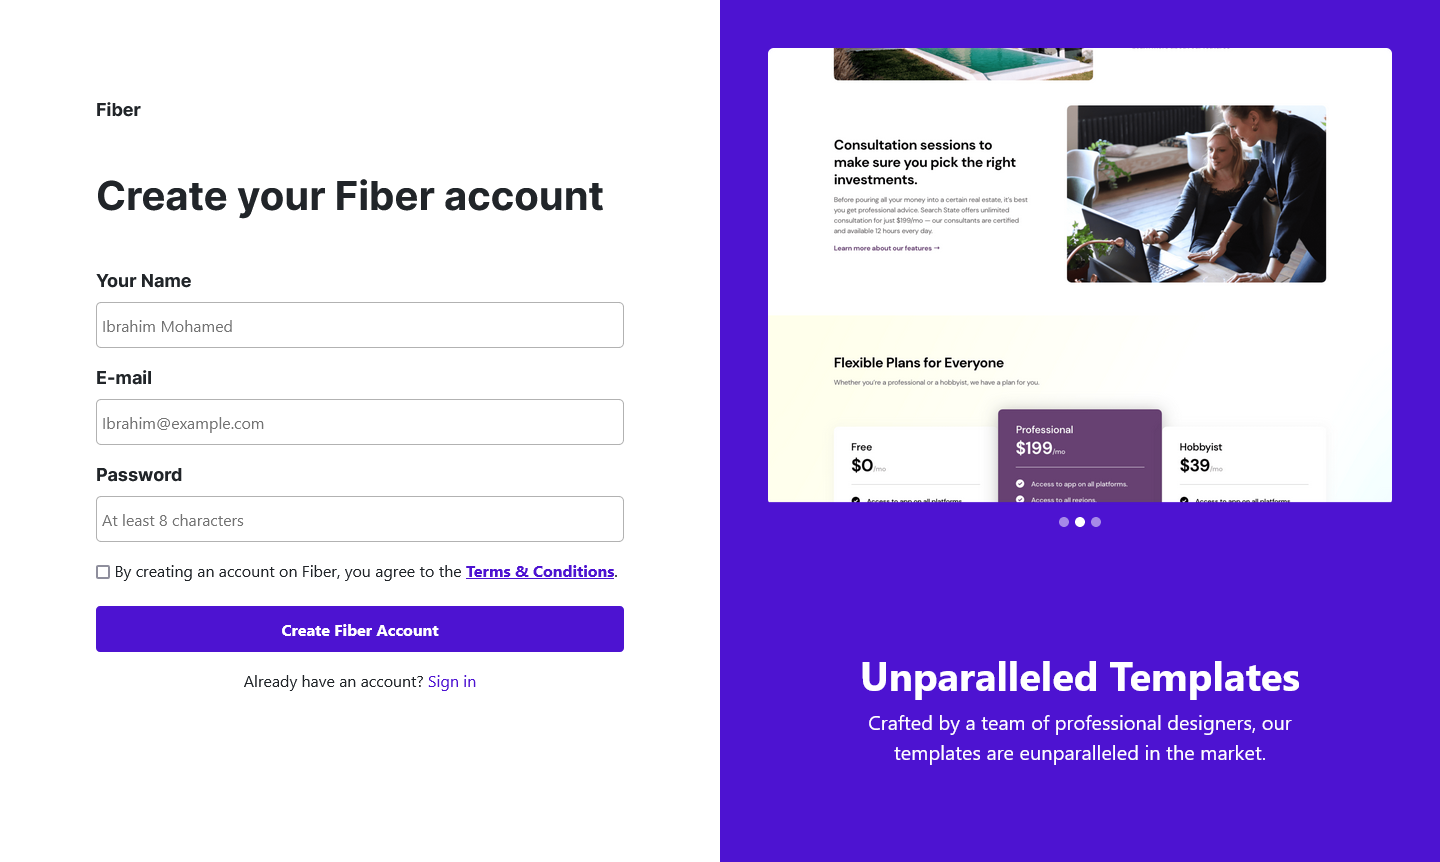 Fiber
Create your Fiber account
Your Name
Ibrahim Mohamed
E-mail
Ibrahim@example.com
Password
At least 8 characters
By creating an account on Fiber, you agree to the Terms & Conditions.
Create Fiber Account
Already have an account? Sign in
Consultation sessions to
make sure you pick the right
investments.
Before pouring all your money into a certain real estate, it's best
you get professional advice. Search State offers unlimited
consultation for just $199/mo — our consultants are certified
and available 12 hours every day.
Learn more about our features →
Flexible Plans for Everyone
Whether you're a professional or a hobbyist, we have a plan for you.
Free
$0/mo
Access to app on all platforms.
Professional
$199/mo
Access to app on all platforms.
Access to all regions.
Hobbyist
$39/mo
Access to app on all platforms.
Unparalleled Templates
Crafted by a team of professional designers, our
templates are eunparalleled in the market.